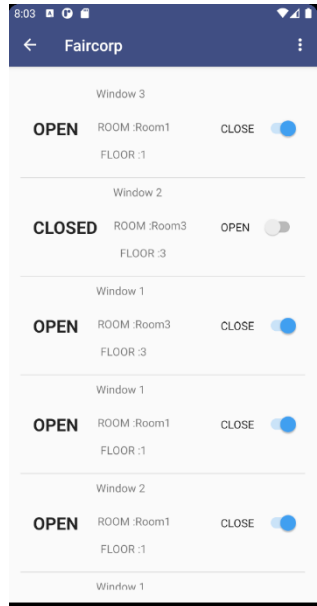 8:03
Faircorp
Window 3
OPEN ROOM :Room1 CLOSE
FLOOR :1
Window 2
CLOSED ROOM :Room3 OPEN
FLOOR :3
Window 1
OPEN ROOM :Room3 CLOSE
FLOOR :3
Window 1
OPEN ROOM :Room1 CLOSE
FLOOR :1
Window 2
OPEN ROOM :Room1 CLOSE
FLOOR :1
Window 1